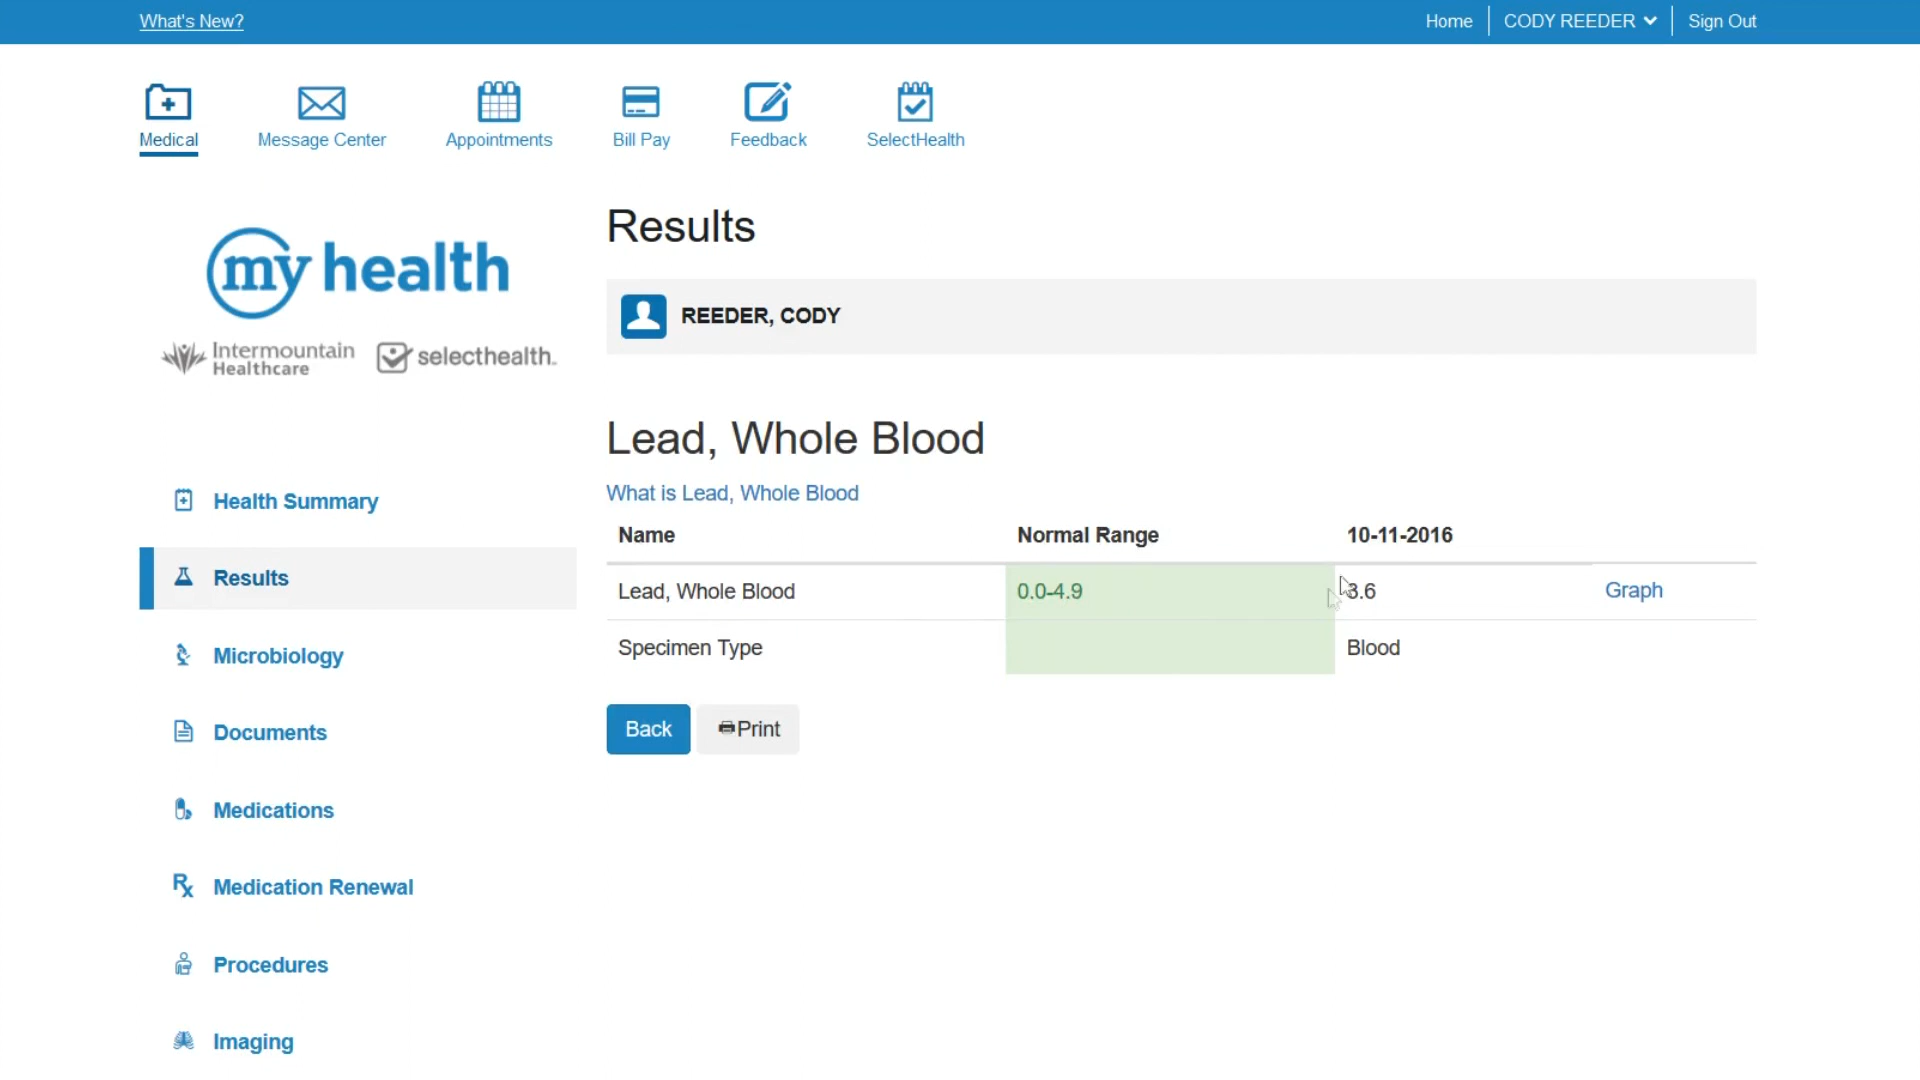 What's New?
Home
CODY REEDER
Sign Out
Medical
Message Center
Appointments
Bill Pay
Feedback
SelectHealth
my health
Intermountain
Healthcare
selecthealth.
Results
REEDER, CODY
Lead, Whole Blood
What is Lead, Whole Blood
Name Normal Range 10-11-2016
Lead, Whole Blood 0.0-4.9 3.6 Graph
Specimen Type Blood
Back
Print
Health Summary
Results
Microbiology
Documents
Medications
Rx Medication Renewal
Procedures
Imaging